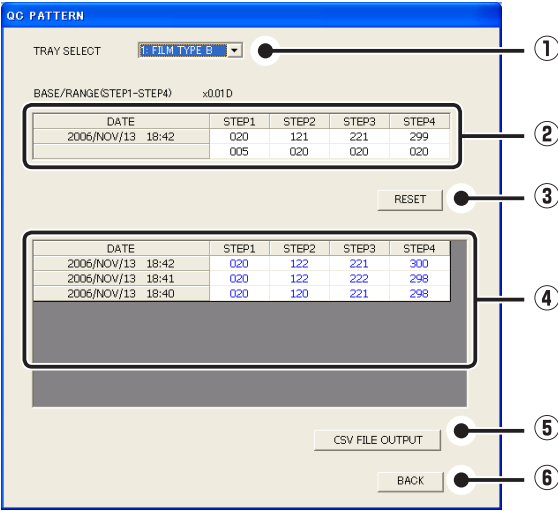 QC PATTERN
TRAY SELECT 1: FILM TYPE B ①
BASE/RANGE(STEP1-STEP4) x0.01D
DATE STEP1 STEP2 STEP3 STEP4
2006/NOV/13 18:42 020 121 221 299 ②
005 020 020 020
RESET ③
DATE STEP1 STEP2 STEP3 STEP4
2006/NOV/13 18:42 020 122 221 300
2006/NOV/13 18:41 020 122 222 298
2006/NOV/13 18:40 020 120 221 298
④
CSV FILE OUTPUT ⑤
BACK ⑥